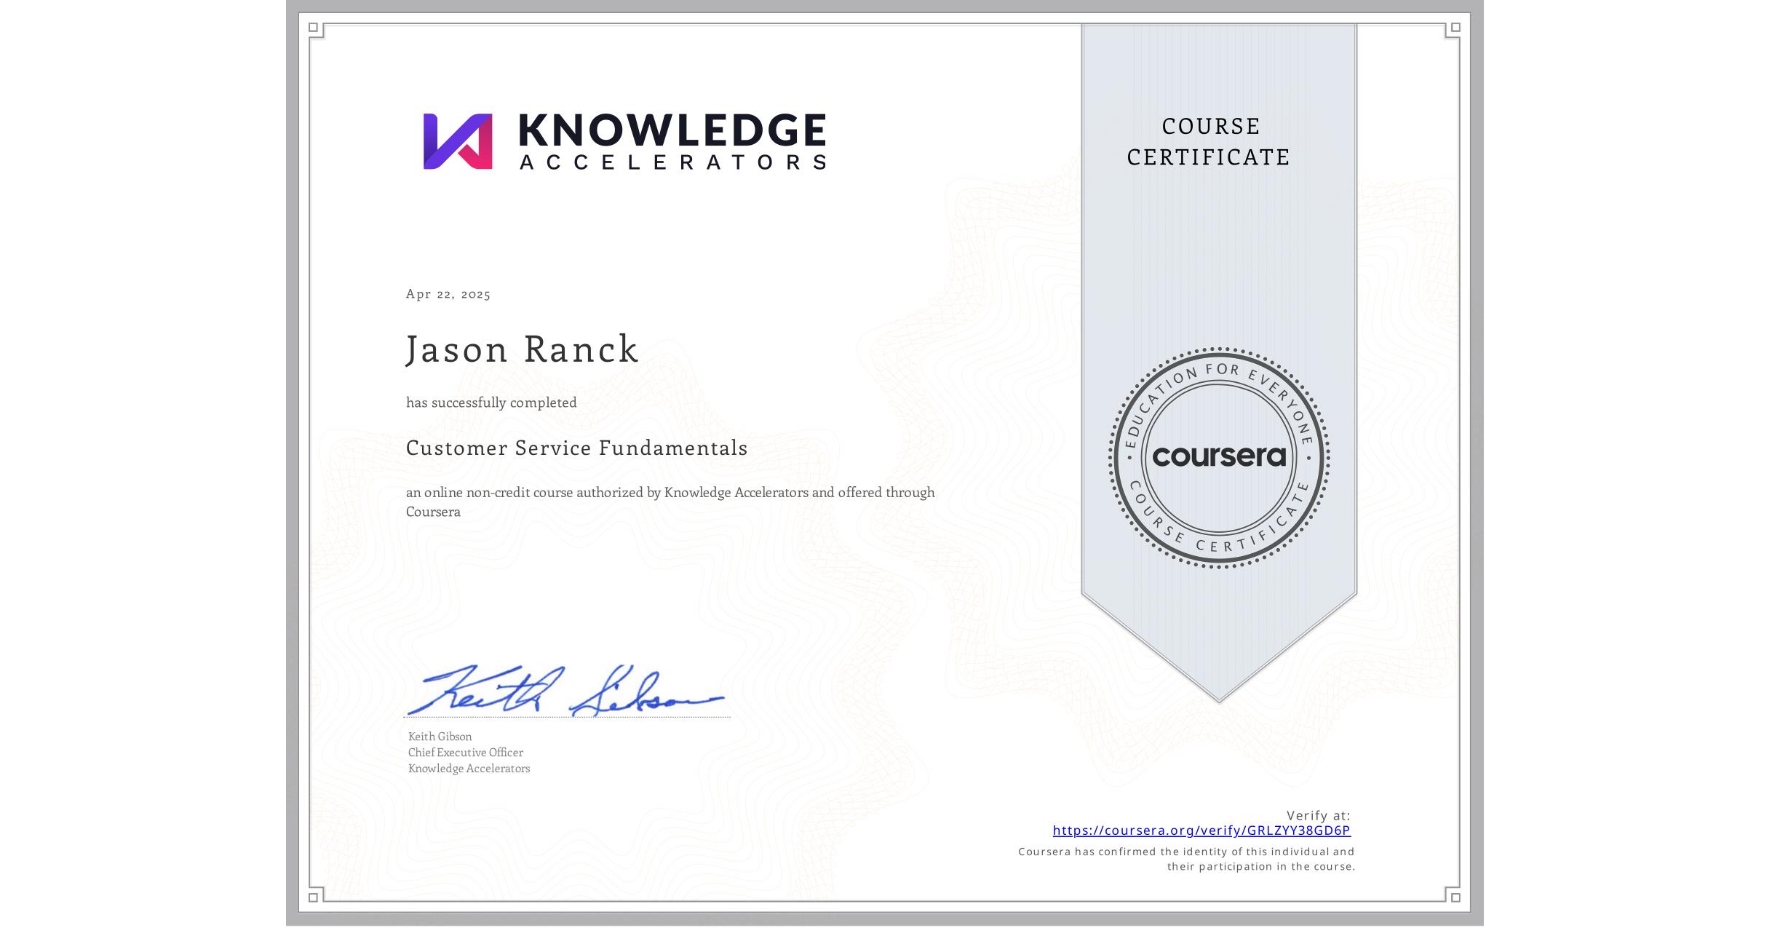 KNOWLEDGE
ACCELERATORS
COURSE
CERTIFICATE
Apr 22, 2025
Jason Ranck
has successfully completed
Customer Service Fundamentals
an online non-credit course authorized by Knowledge Accelerators and offered through
Coursera
EDUCATION FOR EVERYONE
coursera
COURSE CERTIFICATE
Keith Gibson
Keith Gibson
Chief Executive Officer
Knowledge Accelerators
Verify at:
https://coursera.org/verify/GRLZYY38GD6P
Coursera has confirmed the identity of this individual and
their participation in the course.